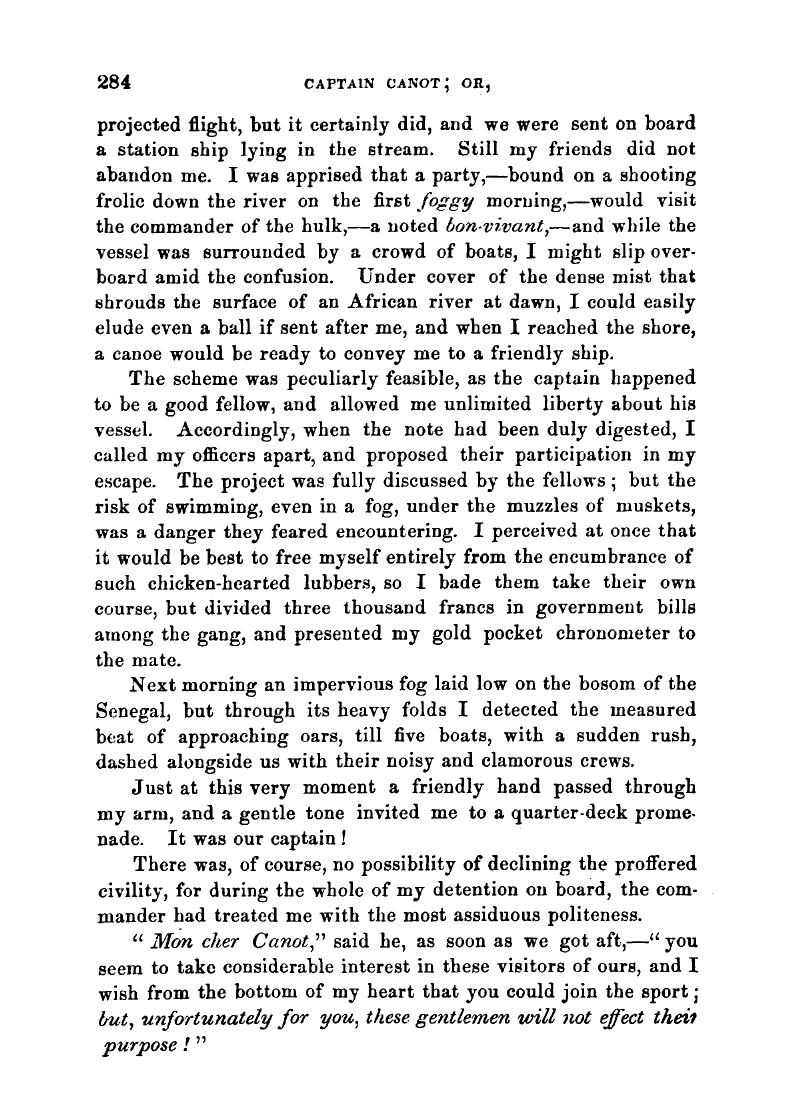 284 CAPTAIN CANOT; OR,
projected flight, but it certainly did, and we were sent on board
a station ship lying in the stream. Still my friends did not
abandon me. I was apprised that a party,—bound on a shooting
frolic down the river on the first foggy morning,—would visit
the commander of the hulk,—a noted bon-vivant,—and while the
vessel was surrounded by a crowd of boats, I might slip over-
board amid the confusion. Under cover of the dense mist that
shrouds the surface of an African river at dawn, I could easily
elude even a ball if sent after me, and when I reached the shore,
a canoe would be ready to convey me to a friendly ship.
The scheme was peculiarly feasible, as the captain happened
to be a good fellow, and allowed me unlimited liberty about his
vessel. Accordingly, when the note had been duly digested, I
called my officers apart, and proposed their participation in my
escape. The project was fully discussed by the fellows; but the
risk of swimming, even in a fog, under the muzzles of muskets,
was a danger they feared encountering. I perceived at once that
it would be best to free myself entirely from the encumbrance of
such chicken-hearted lubbers, so I bade them take their own
course, but divided three thousand francs in government bills
among the gang, and presented my gold pocket chronometer to
the mate.
Next morning an impervious fog laid low on the bosom of the
Senegal, but through its heavy folds I detected the measured
beat of approaching oars, till five boats, with a sudden rush,
dashed alongside us with their noisy and clamorous crews.
Just at this very moment a friendly hand passed through
my arm, and a gentle tone invited me to a quarter-deck prome-
nade. It was our captain!
There was, of course, no possibility of declining the proffered
civility, for during the whole of my detention on board, the com-
mander had treated me with the most assiduous politeness.
"Mon cher Canot," said he, as soon as we got aft,—"you
seem to take considerable interest in these visitors of ours, and I
wish from the bottom of my heart that you could join the sport;
but, unfortunately for you, these gentlemen will not effect their
purpose!"